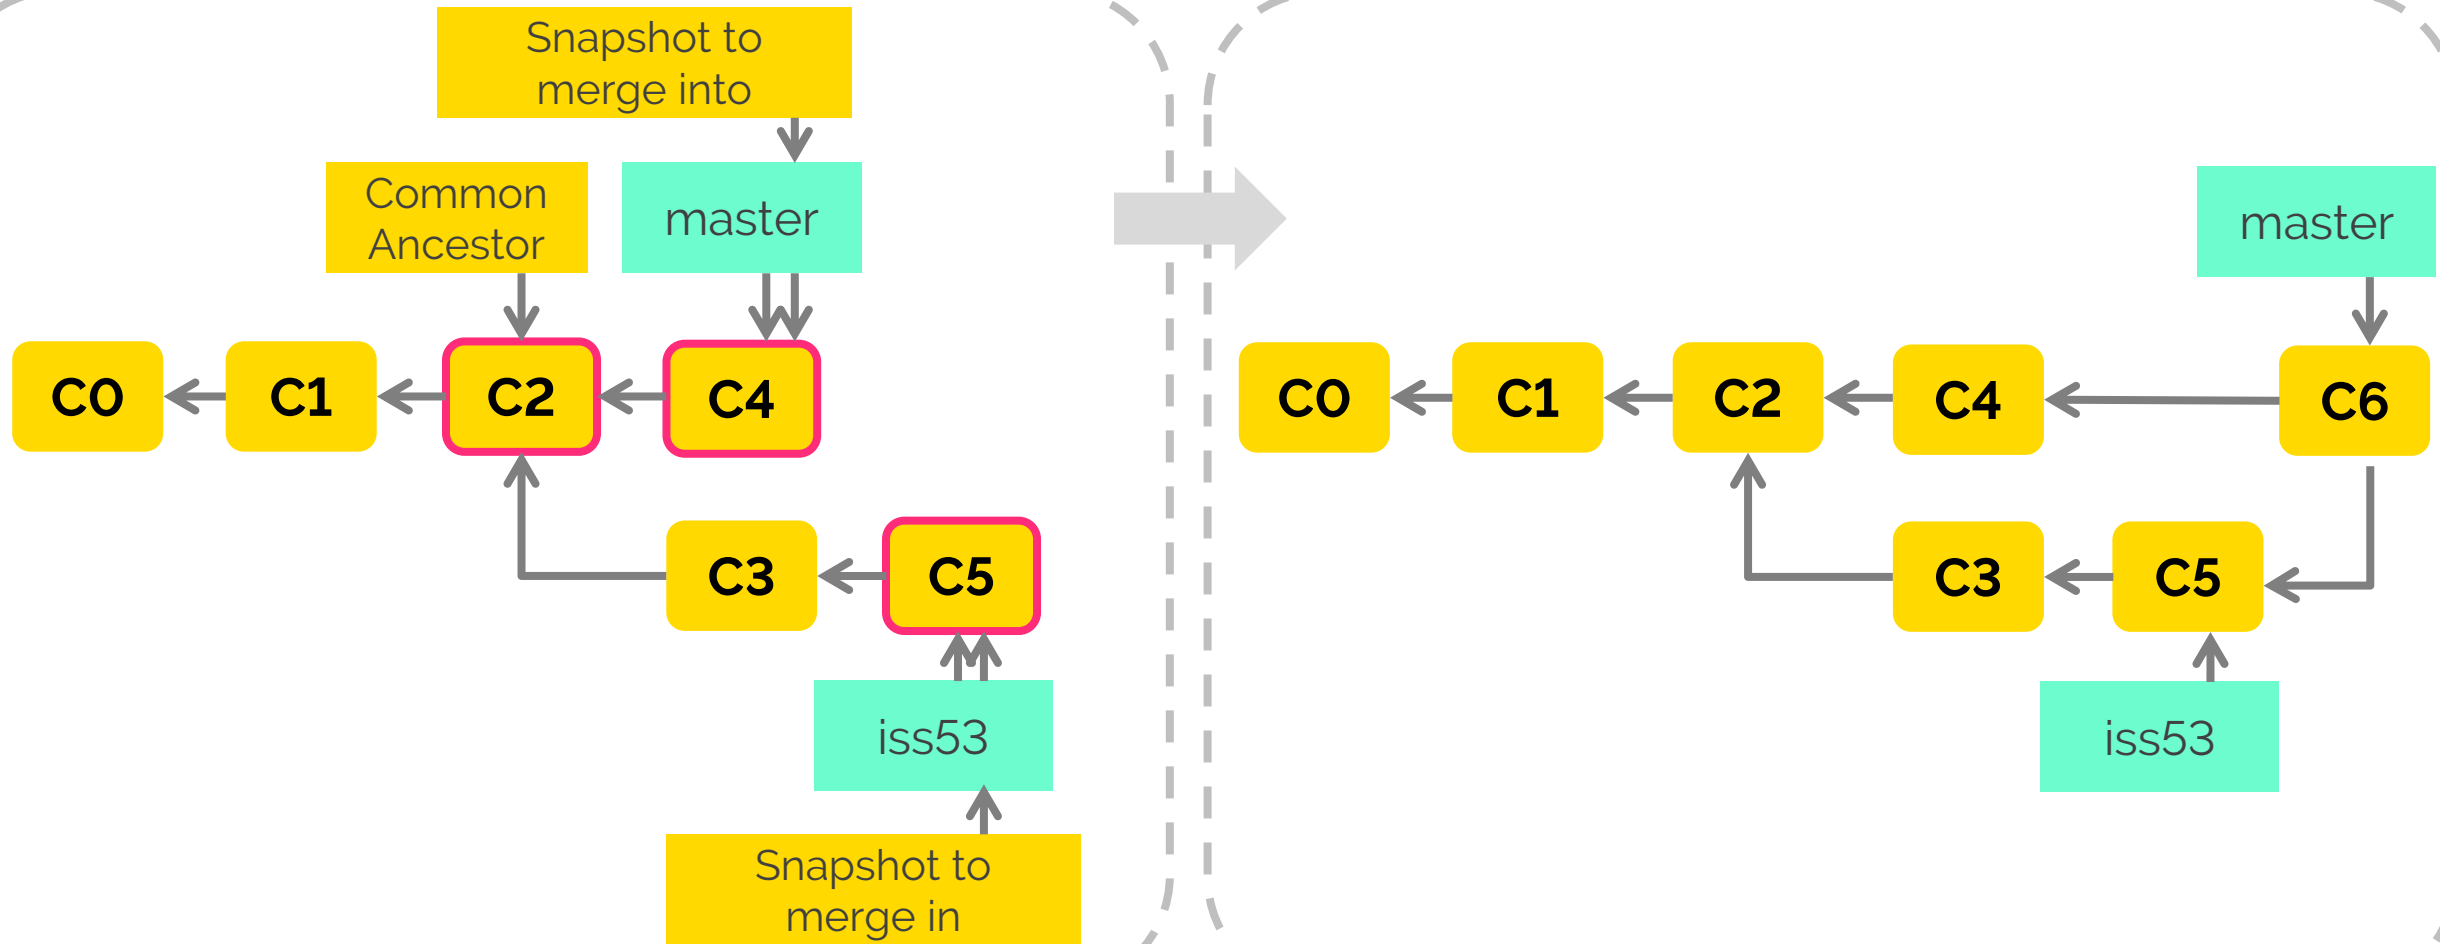 Snapshot to
merge into
Common
Ancestor
master
C0
C1
C2
C4
C3
C5
iss53
Snapshot to
merge in
master
C0
C1
C2
C4
C6
C3
C5
iss53